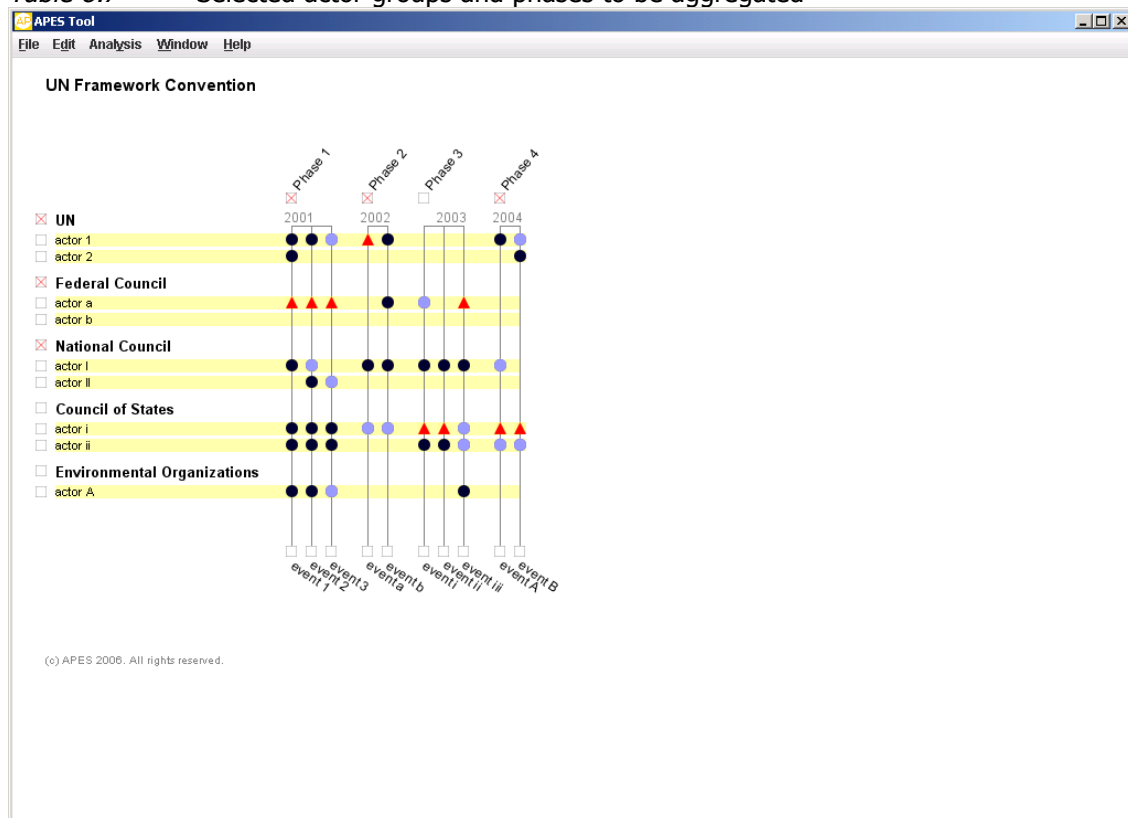 Selected actor groups and phases to be aggregated
APES Tool
File Edit Analysis Window Help
UN Framework Convention
Phase 1 Phase 2 Phase 3 Phase 4
2001 2002 2003 2004
UN
actor 1
actor 2
Federal Council
actor a
actor b
National Council
actor I
actor II
Council of States
actor i
actor ii
Environmental Organizations
actor A
event 1 event 2 event 3 event a event b event i event ii event iii event A event B
(c) APES 2006. All rights reserved.